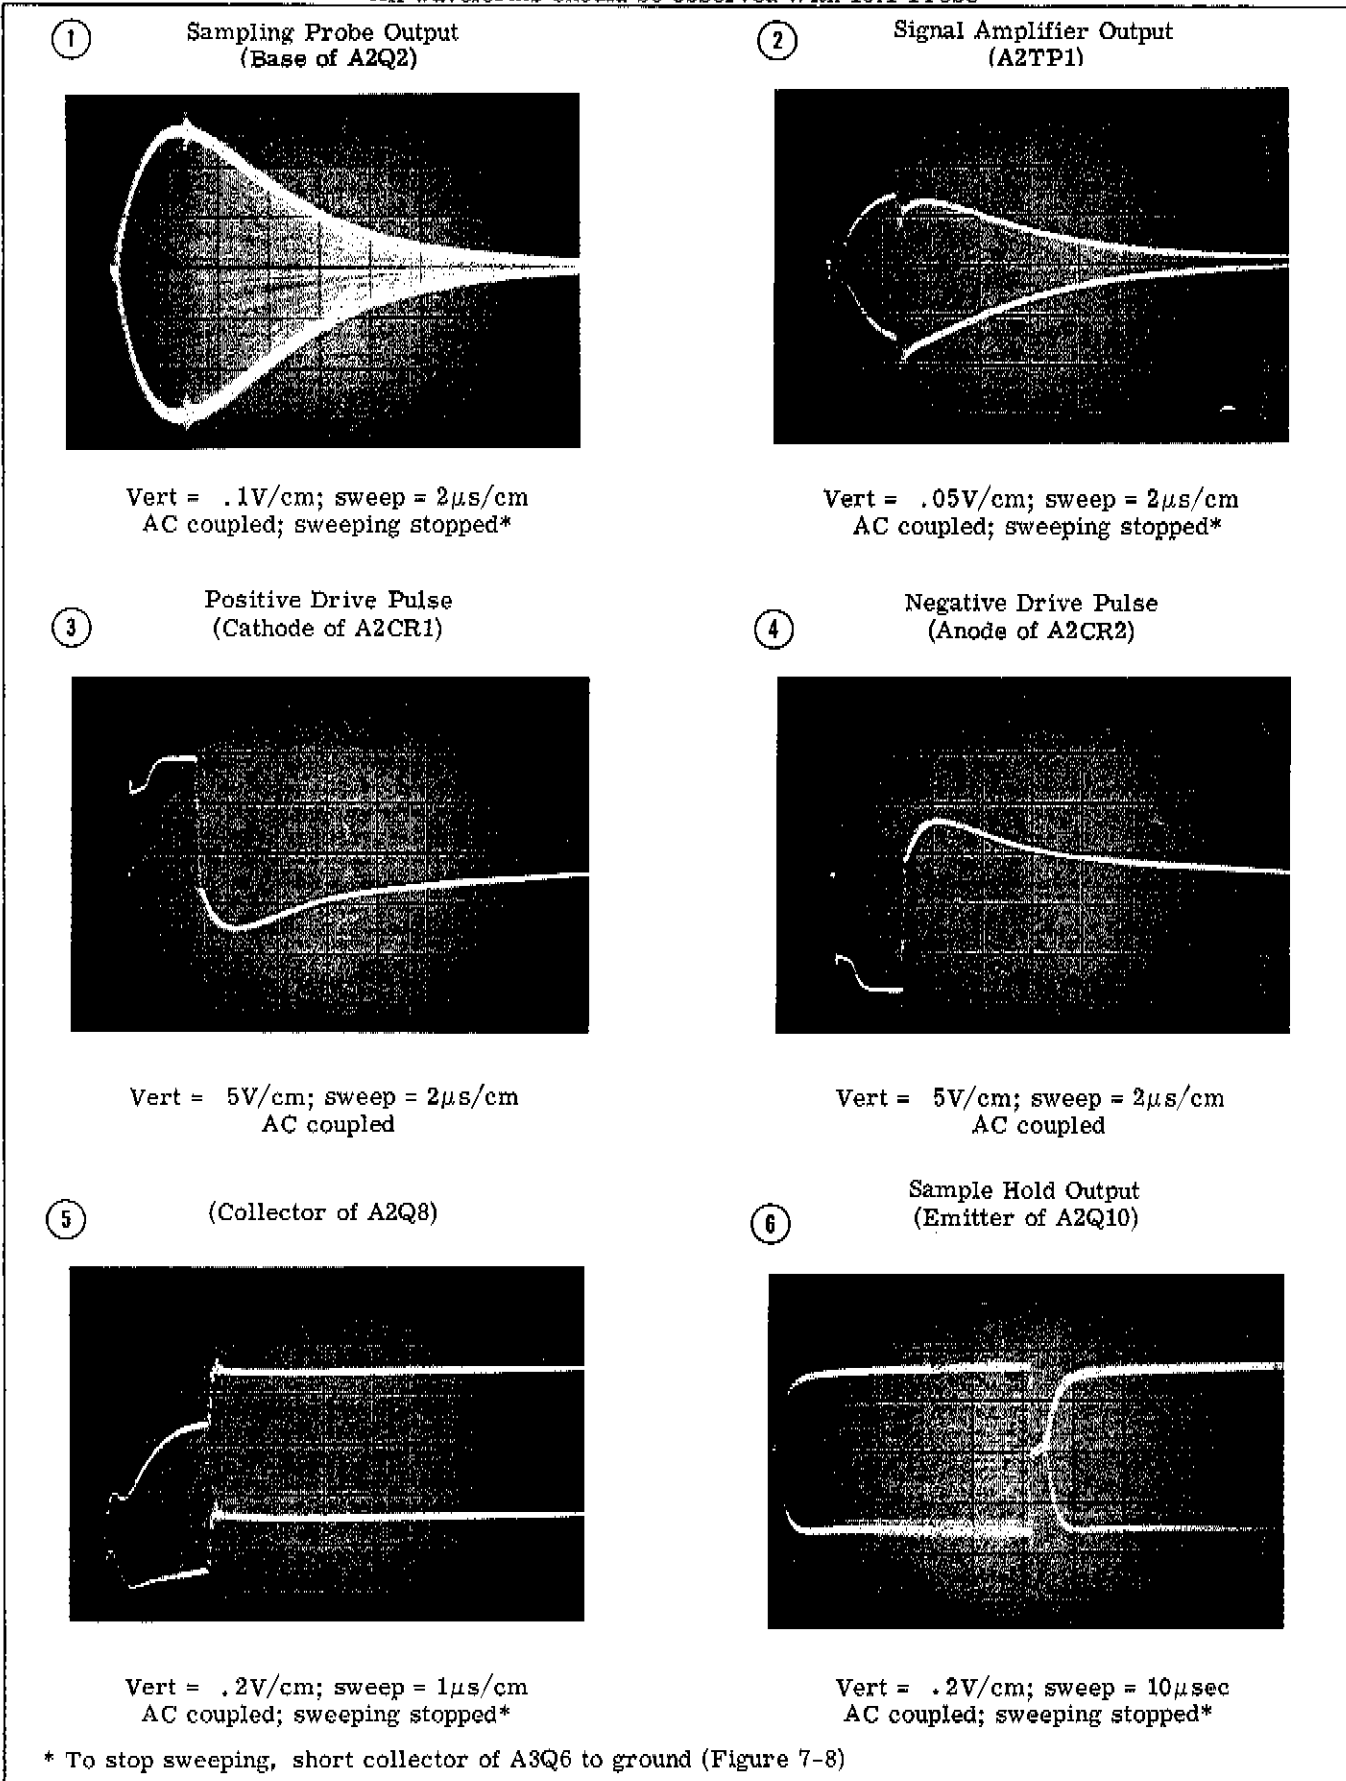 1
Sampling Probe Output
(Base of A2Q2)
Vert = .1V/cm; sweep = 2μs/cm
AC coupled; sweeping stopped*
2
Signal Amplifier Output
(A2TP1)
Vert = .05V/cm; sweep = 2μs/cm
AC coupled; sweeping stopped*
3
Positive Drive Pulse
(Cathode of A2CR1)
Vert = 5V/cm; sweep = 2μs/cm
AC coupled
4
Negative Drive Pulse
(Anode of A2CR2)
Vert = 5V/cm; sweep = 2μs/cm
AC coupled
5
(Collector of A2Q8)
Vert = .2V/cm; sweep = 1μs/cm
AC coupled; sweeping stopped*
6
Sample Hold Output
(Emitter of A2Q10)
Vert = .2V/cm; sweep = 10μsec
AC coupled; sweeping stopped*
* To stop sweeping, short collector of A3Q6 to ground (Figure 7-8)